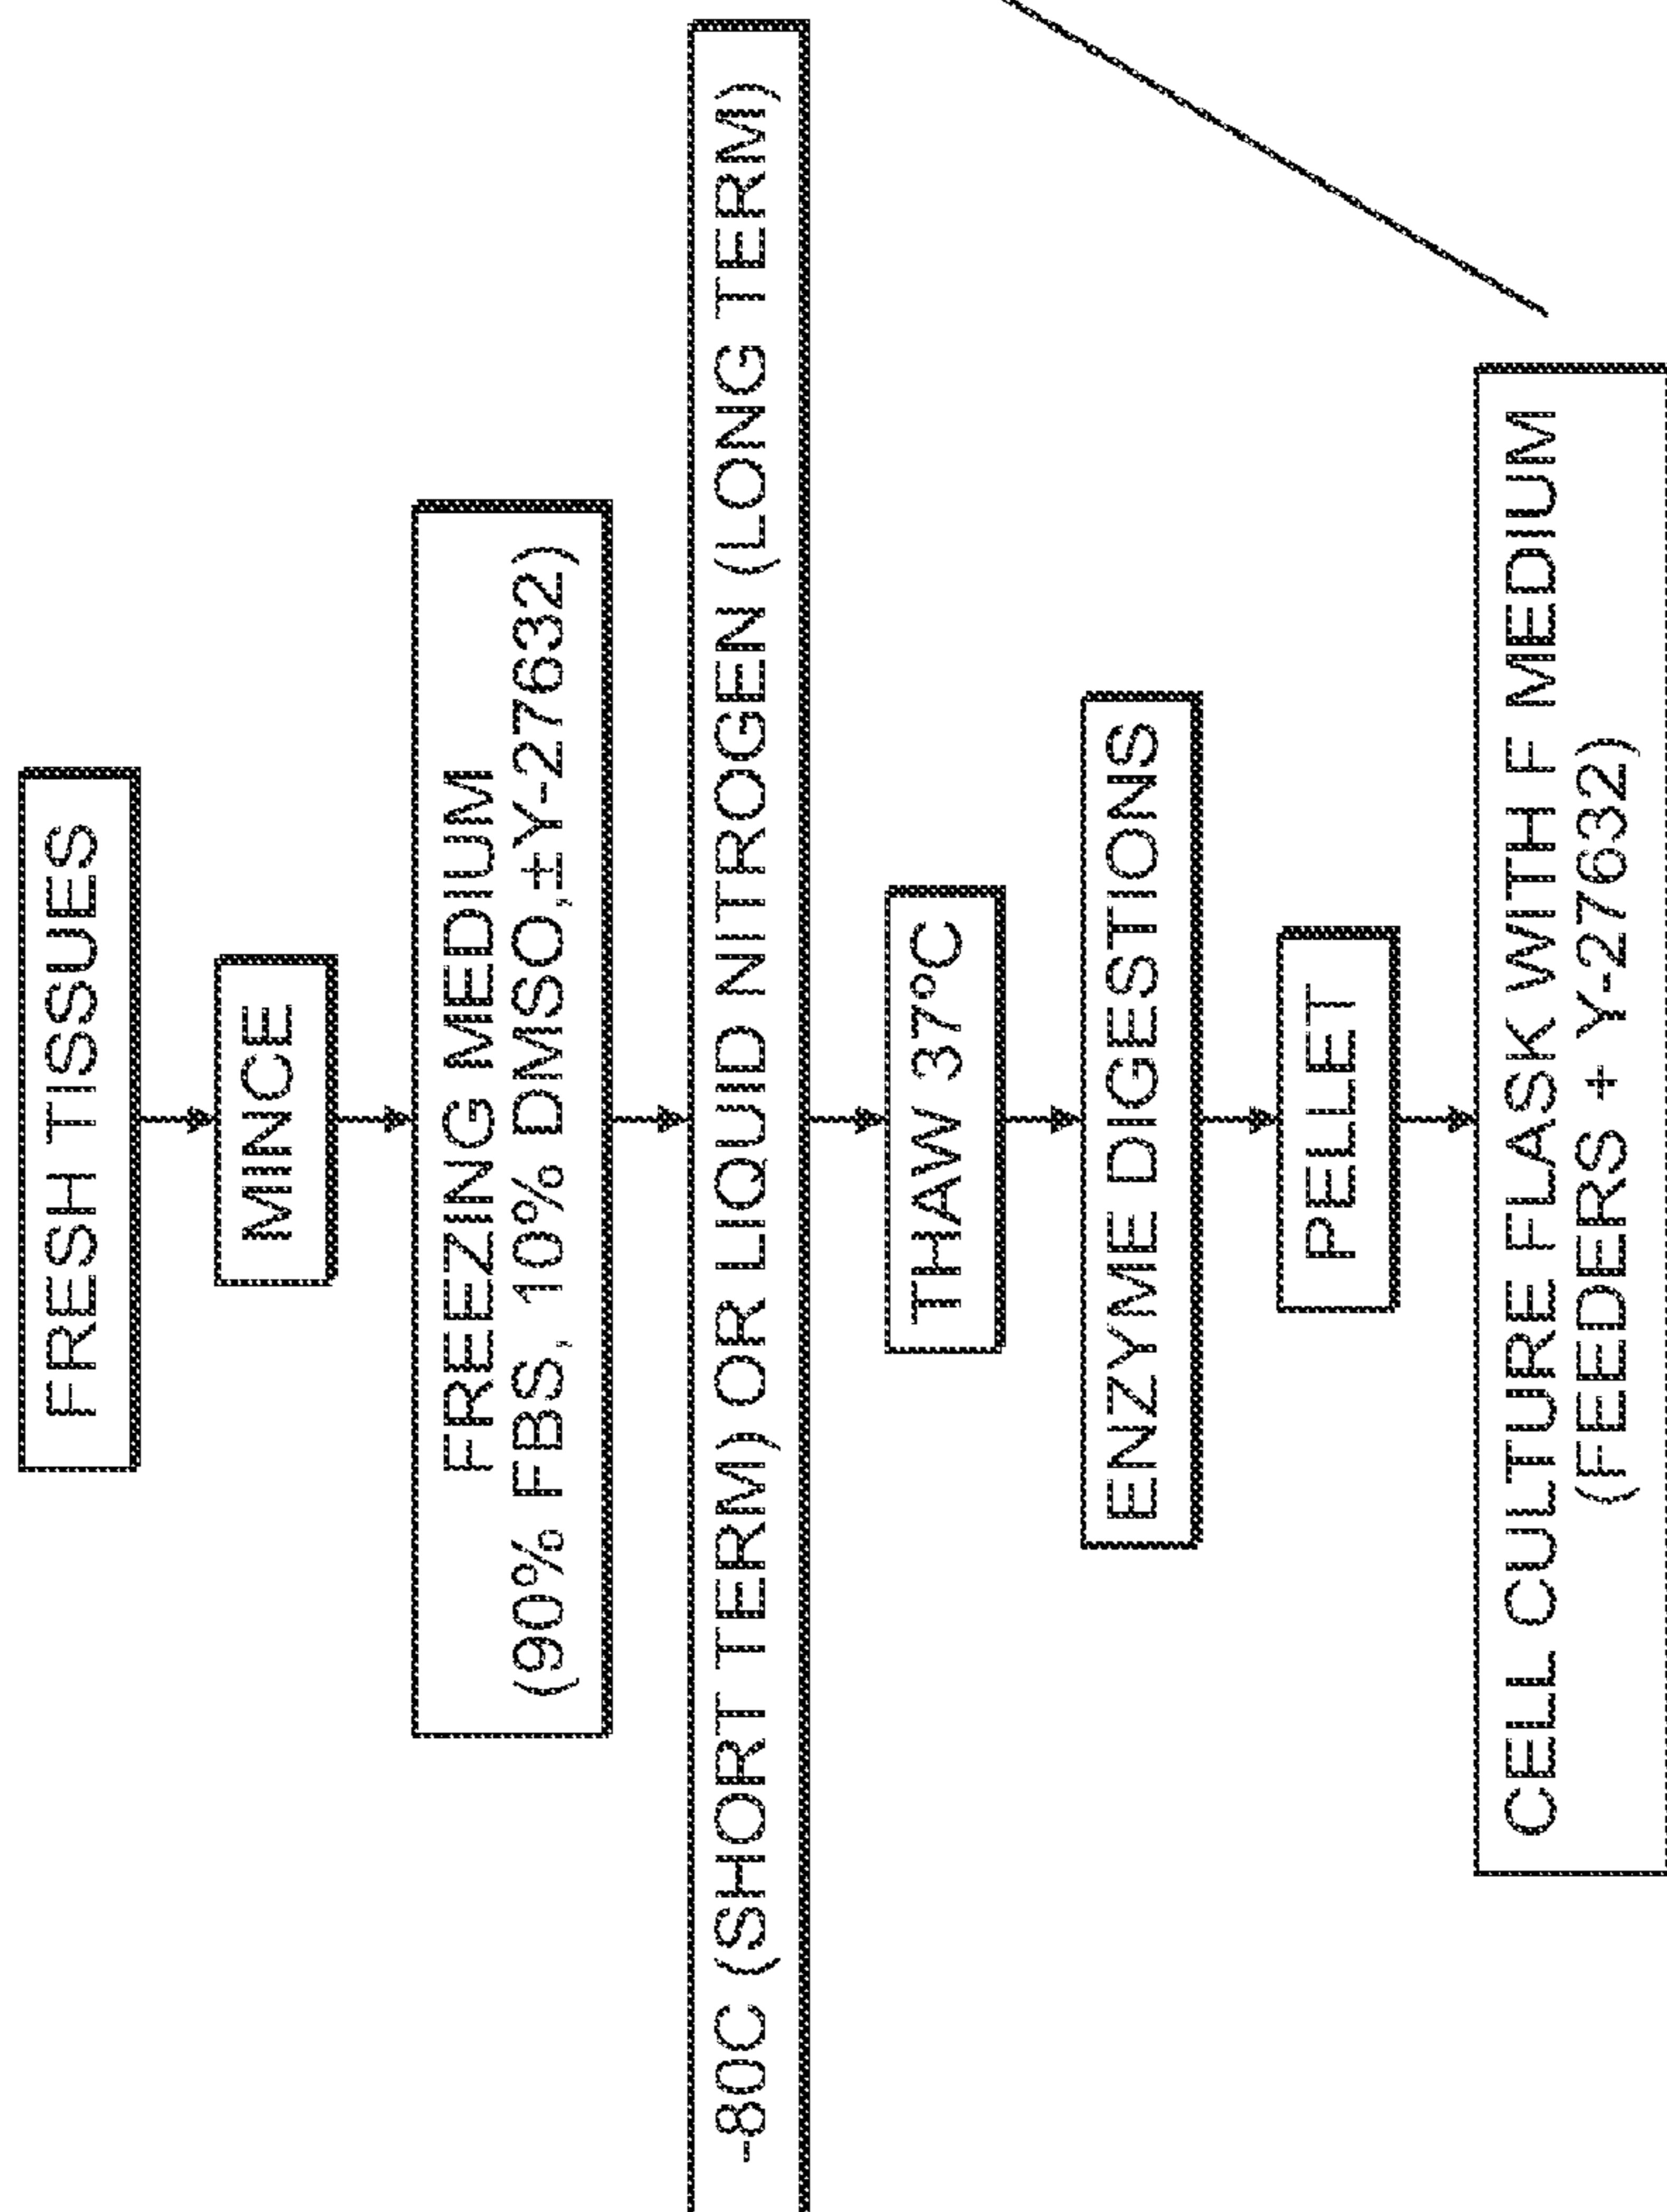 FRESH TISSUES
MINCE
FREEZING MEDIUM
(90% FBS, 10% DMSO,±Y-27632)
-80C (SHORT TERM) OR LIQUID NITROGEN (LONG TERM)
THAW 37ºC
ENZYME DIGESTIONS
PELLET
CELL CULTURE FLASK WITH F MEDIUM
(FEEDERS + Y-27632)